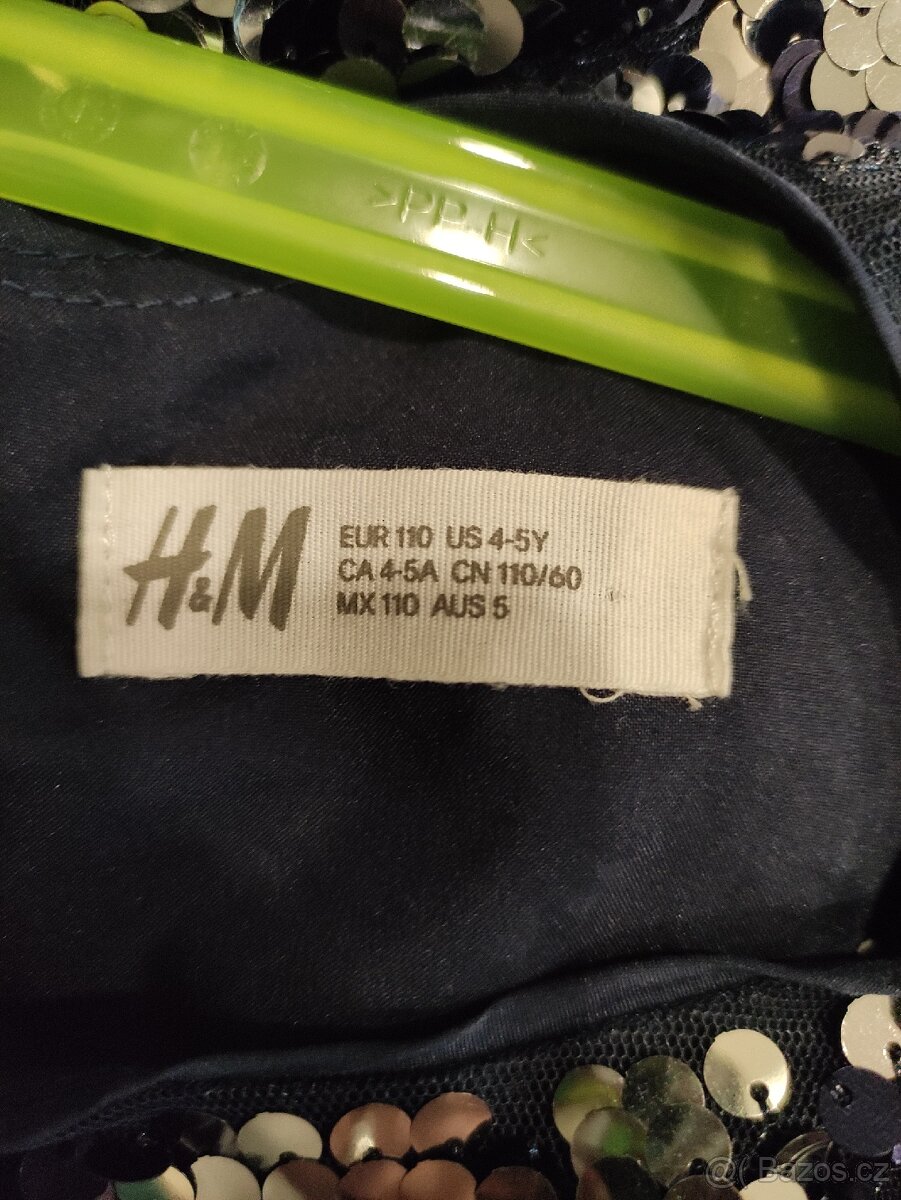 >PP-H<
H&M
EUR 110 US 4-5Y
CA 4-5A CN 110/60
MX 110 AUS 5
@ Bazos.cz